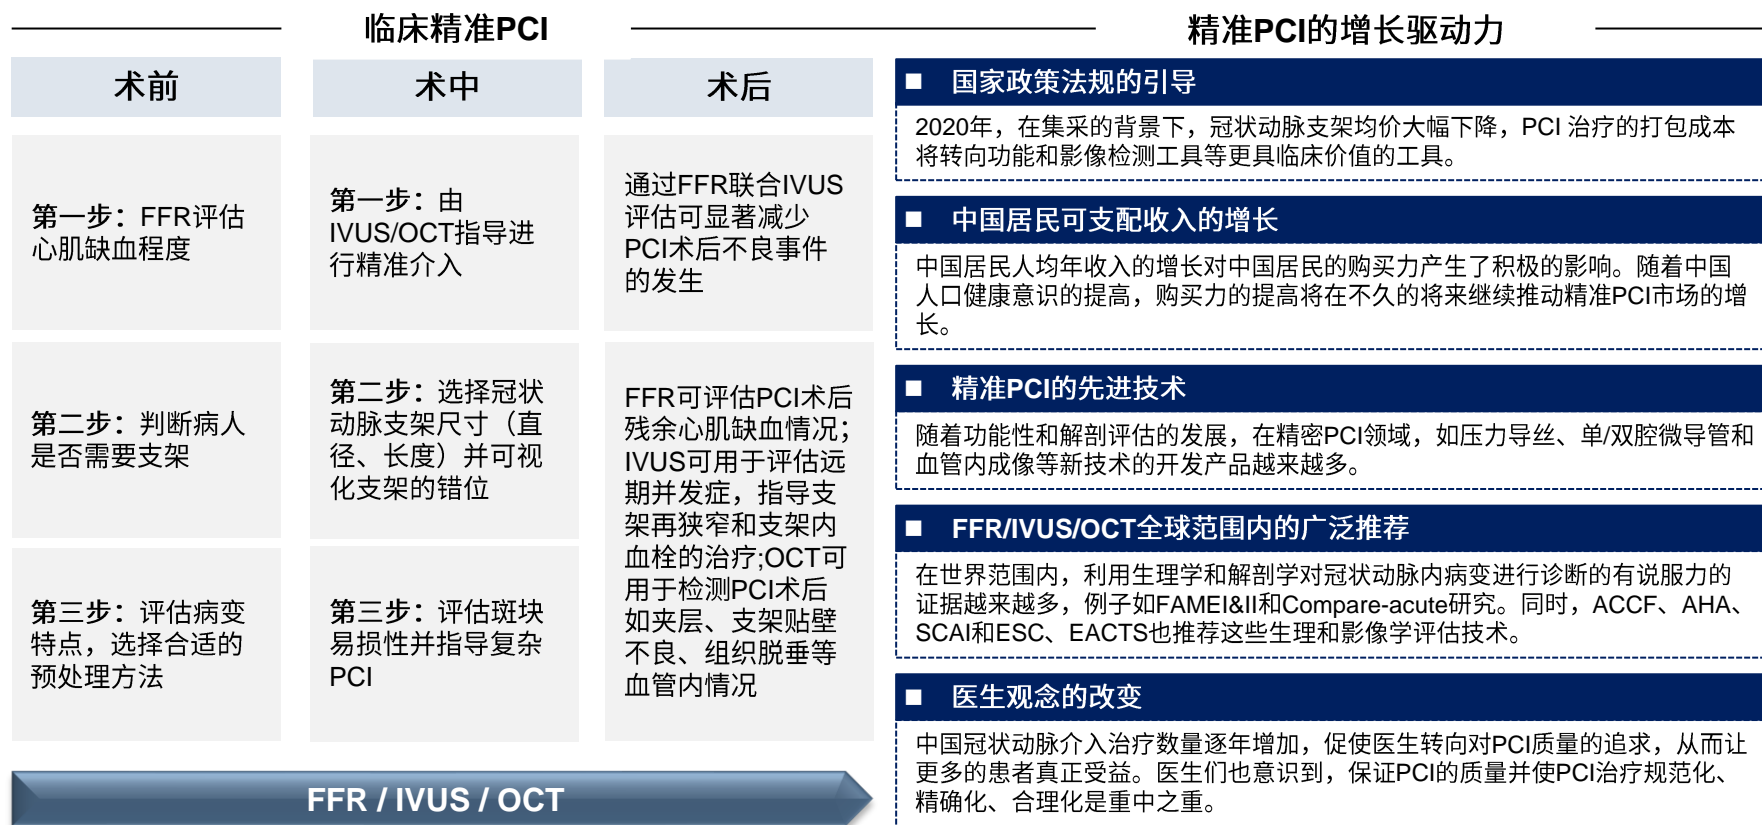 临床精准PCI
术前
术中
术后
第一步：FFR评估
心肌缺血程度
第一步：由
IVUS/OCT指导进
行精准介入
通过FFR联合IVUS
评估可显著减少
PCI术后不良事件
的发生
第二步：判断病人
是否需要支架
第二步：选择冠状
动脉支架尺寸（直
径、长度）并可视
化支架的错位
FFR可评估PCI术后
残余心肌缺血情况；
IVUS可用于评估远
期并发症，指导支
架再狭窄和支架内
血栓的治疗;OCT可
用于检测PCI术后
如夹层、支架贴壁
不良、组织脱垂等
血管内情况
第三步：评估病变
特点，选择合适的
预处理方法
第三步：评估斑块
易损性并指导复杂
PCI
FFR / IVUS / OCT
精准PCI的增长驱动力
■ 国家政策法规的引导
2020年，在集采的背景下，冠状动脉支架均价大幅下降，PCI 治疗的打包成本
将转向功能和影像检测工具等更具临床价值的工具。
■ 中国居民可支配收入的增长
中国居民人均年收入的增长对中国居民的购买力产生了积极的影响。随着中国
人口健康意识的提高，购买力的提高将在不久的将来继续推动精准PCI市场的增
长。
■ 精准PCI的先进技术
随着功能性和解剖评估的发展，在精密PCI领域，如压力导丝、单/双腔微导管和
血管内成像等新技术的开发产品越来越多。
■ FFR/IVUS/OCT全球范围内的广泛推荐
在世界范围内，利用生理学和解剖学对冠状动脉内病变进行诊断的有说服力的
证据越来越多，例子如FAMEI&II和Compare-acute研究。同时，ACCF、AHA、
SCAI和ESC、EACTS也推荐这些生理和影像学评估技术。
■ 医生观念的改变
中国冠状动脉介入治疗数量逐年增加，促使医生转向对PCI质量的追求，从而让
更多的患者真正受益。医生们也意识到，保证PCI的质量并使PCI治疗规范化、
精确化、合理化是重中之重。